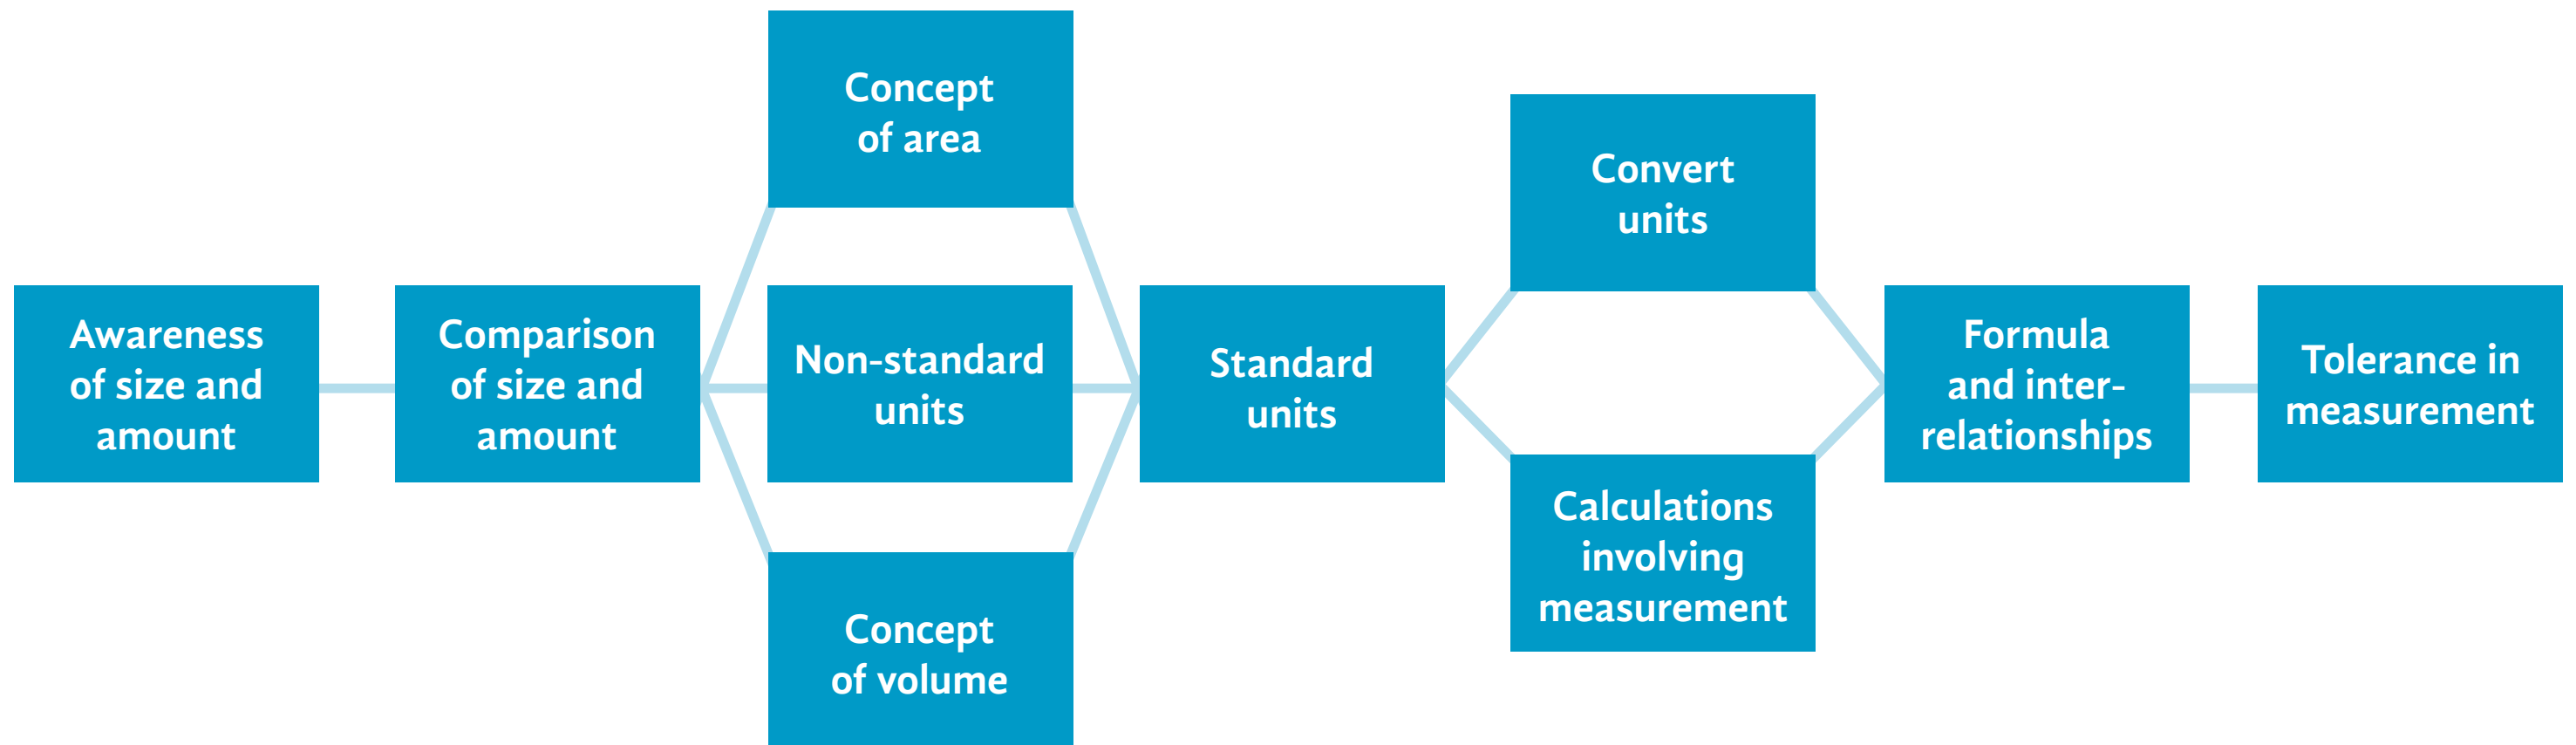 Awareness
of size and
amount
Comparison
of size and
amount
Concept
of area
Non-standard
units
Concept
of volume
Standard
units
Convert
units
Calculations
involving
measurement
Formula
and inter-
relationships
Tolerance in
measurement